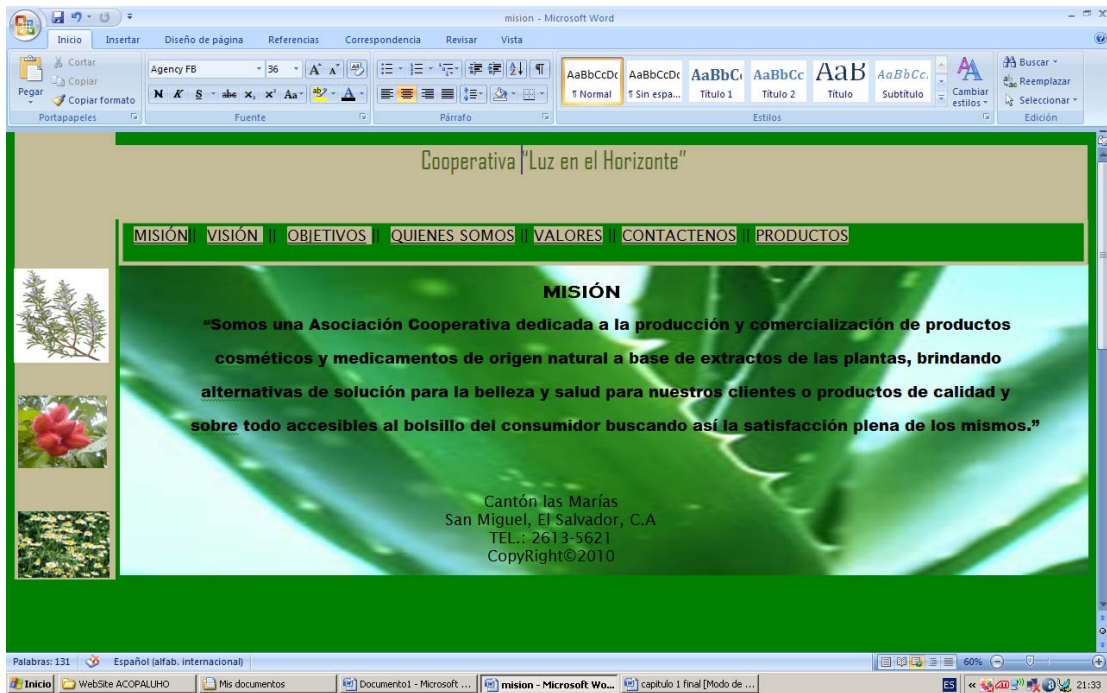 mision - Microsoft Word
Inicio Insertar Diseño de página Referencias Correspondencia Revisar Vista
Cortar
Copiar
Copiar formato
Pegar
Portapapeles
Agency FB 36
N K S abc x, x² Aa
Fuente
Párrafo
AaBbCcDc AaBbCcDc AaBbC AaBbCc AaB AaBbCc.
¶ Normal ¶ Sin espa... Título 1 Título 2 Título Subtítulo
Cambiar estilos
Estilos
Buscar
Reemplazar
Seleccionar
Edición
Cooperativa "Luz en el Horizonte"
MISIÓN|| VISIÓN || OBJETIVOS || QUIENES SOMOS || VALORES || CONTACTENOS || PRODUCTOS
MISIÓN
“Somos una Asociación Cooperativa dedicada a la producción y comercialización de productos
cosméticos y medicamentos de origen natural a base de extractos de las plantas, brindando
alternativas de solución para la belleza y salud para nuestros clientes o productos de calidad y
sobre todo accesibles al bolsillo del consumidor buscando así la satisfacción plena de los mismos.”
Cantón las Marías
San Miguel, El Salvador, C.A
TEL.: 2613-5621
CopyRight©2010
Palabras: 131 Español (alfab. internacional) 60%
Inicio WebSite ACOPALUHO Mis documentos Documento1 - Microsoft ... mision - Microsoft Wo... capitulo 1 final [Modo de ... ES 21:33